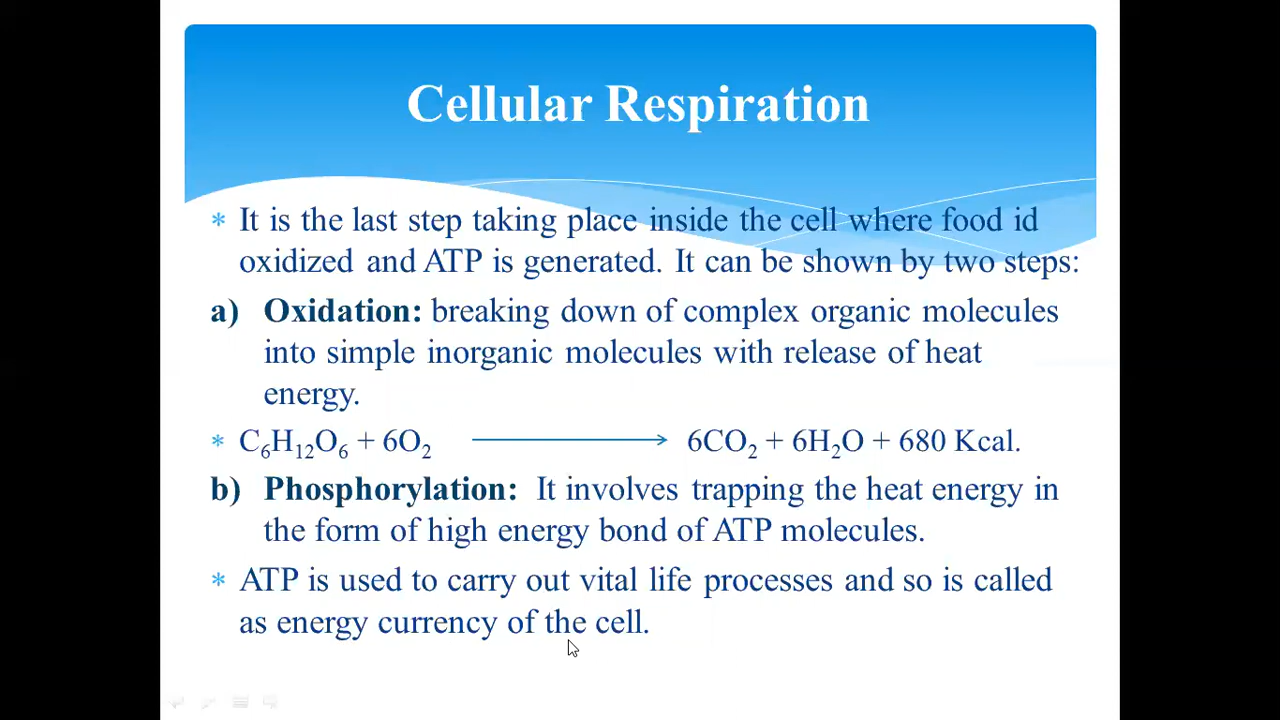 Cellular Respiration
* It is the last step taking place inside the cell where food id
oxidized and ATP is generated. It can be shown by two steps:
a) Oxidation: breaking down of complex organic molecules
into simple inorganic molecules with release of heat
energy.
* C₆H₁₂O₆ + 6O₂ ⟶ 6CO₂ + 6H₂O + 680 Kcal.
b) Phosphorylation: It involves trapping the heat energy in
the form of high energy bond of ATP molecules.
* ATP is used to carry out vital life processes and so is called
as energy currency of the cell.